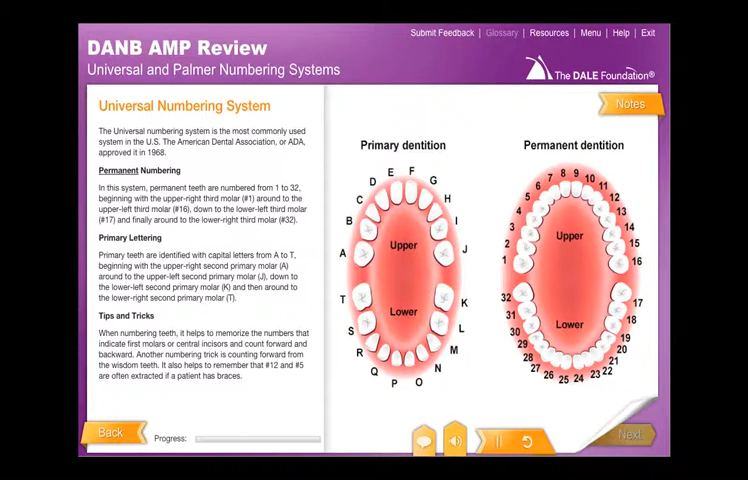 DANB AMP Review
Universal and Palmer Numbering Systems
Submit Feedback | Glossary | Resources | Menu | Help | Exit
The DALE Foundation®
Notes
Universal Numbering System
The Universal numbering system is the most commonly used
system in the U.S. The American Dental Association, or ADA,
approved it in 1968.
Permanent Numbering
In this system, permanent teeth are numbered from 1 to 32,
beginning with the upper-right third molar (#1) around to the
upper-left third molar (#16), down to the lower-left third molar
(#17) and finally around to the lower-right third molar (#32).
Primary Lettering
Primary teeth are identified with capital letters from A to T,
beginning with the upper-right second primary molar (A)
around to the upper-left second primary molar (J), down to
the lower-left second primary molar (K) and then around to
the lower-right second primary molar (T).
Tips and Tricks
When numbering teeth, it helps to memorize the numbers that
indicate first molars or central incisors and count forward and
backward. Another numbering trick is counting forward from
the wisdom teeth. It also helps to remember that #12 and #5
are often extracted if a patient has braces.
Primary dentition
A
B
C
D
E
F
G
H
I
J
Upper
Lower
K
L
M
N
O
P
Q
R
S
T
Permanent dentition
1
2
3
4
5
6
7
8
9
10
11
12
13
14
15
16
Upper
Lower
17
18
19
20
21
22
23
24
25
26
27
28
29
30
31
32
Back
Progress:
Next